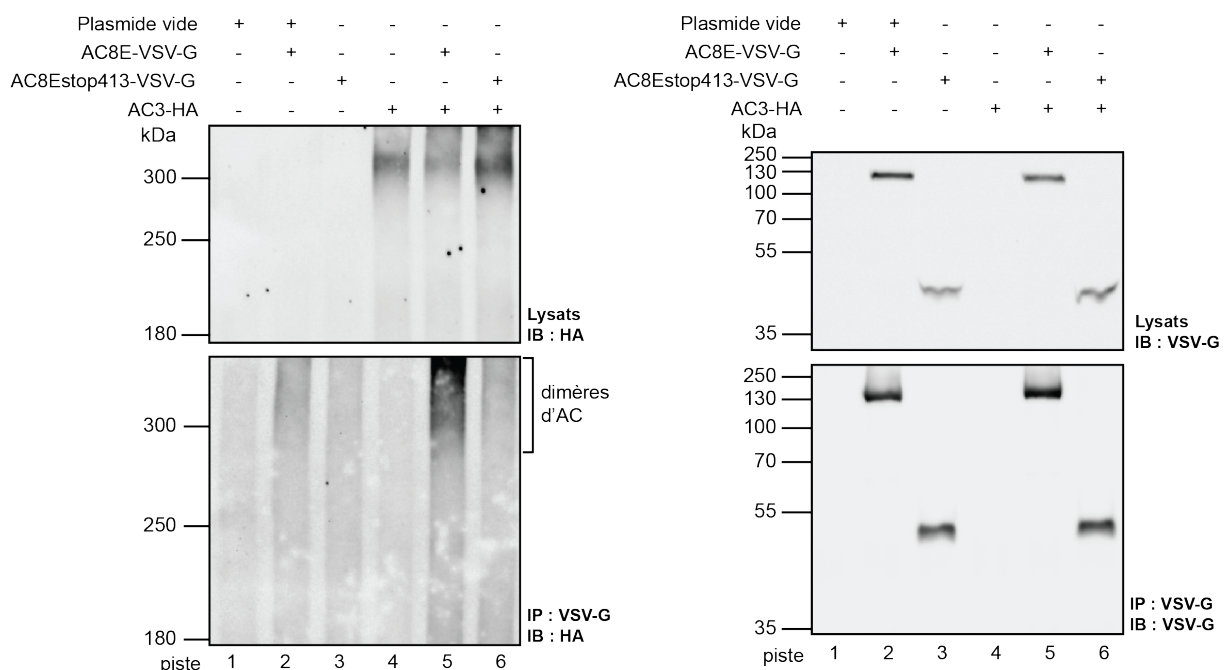 Plasmide vide + + - - - -
AC8E-VSV-G - + - - + -
AC8Estop413-VSV-G - - + - - +
AC3-HA - - - + + +
kDa
300
250
180
Lysats
IB : HA
300
250
180
dimères
d'AC
IP : VSV-G
IB : HA
piste 1 2 3 4 5 6
Plasmide vide + + - - - -
AC8E-VSV-G - + - - + -
AC8Estop413-VSV-G - - + - - +
AC3-HA - - - + + +
kDa
250
130
100
70
55
35
Lysats
IB : VSV-G
250
130
100
70
55
35
IP : VSV-G
IB : VSV-G
piste 1 2 3 4 5 6